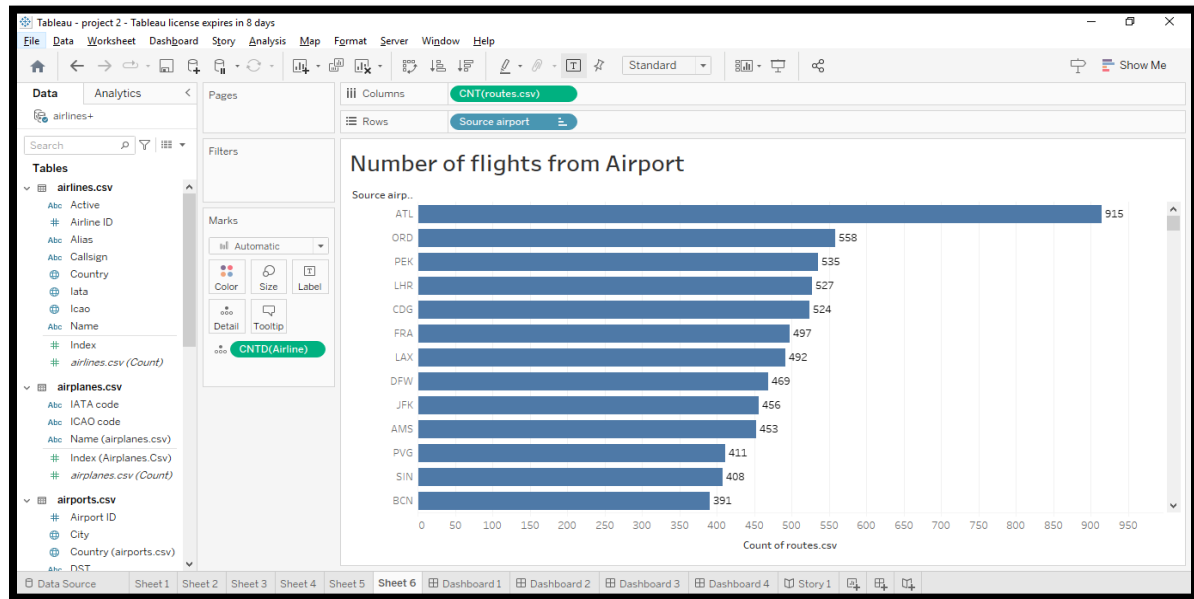 Tableau - project 2 - Tableau license expires in 8 days
File Data Worksheet Dashboard Story Analysis Map Format Server Window Help
Standard
Show Me
Data Analytics
airlines+
Search
Tables
airlines.csv
Abc Active
# Airline ID
Abc Alias
Abc Callsign
Country
Iata
Icao
Abc Name
# Index
# airlines.csv (Count)
airplanes.csv
Abc IATA code
Abc ICAO code
Abc Name (airplanes.csv)
# Index (Airplanes.Csv)
# airplanes.csv (Count)
airports.csv
# Airport ID
City
Country (airports.csv)
Abc DST
Pages
Filters
Marks
Automatic
Color Size Label
Detail Tooltip
CNTD(Airline)
Columns CNT(routes.csv)
Rows Source airport
Number of flights from Airport
Source airp..
ATL 915
ORD 558
PEK 535
LHR 527
CDG 524
FRA 497
LAX 492
DFW 469
JFK 456
AMS 453
PVG 411
SIN 408
BCN 391
0 50 100 150 200 250 300 350 400 450 500 550 600 650 700 750 800 850 900 950
Count of routes.csv
Data Source Sheet 1 Sheet 2 Sheet 3 Sheet 4 Sheet 5 Sheet 6 Dashboard 1 Dashboard 2 Dashboard 3 Dashboard 4 Story 1